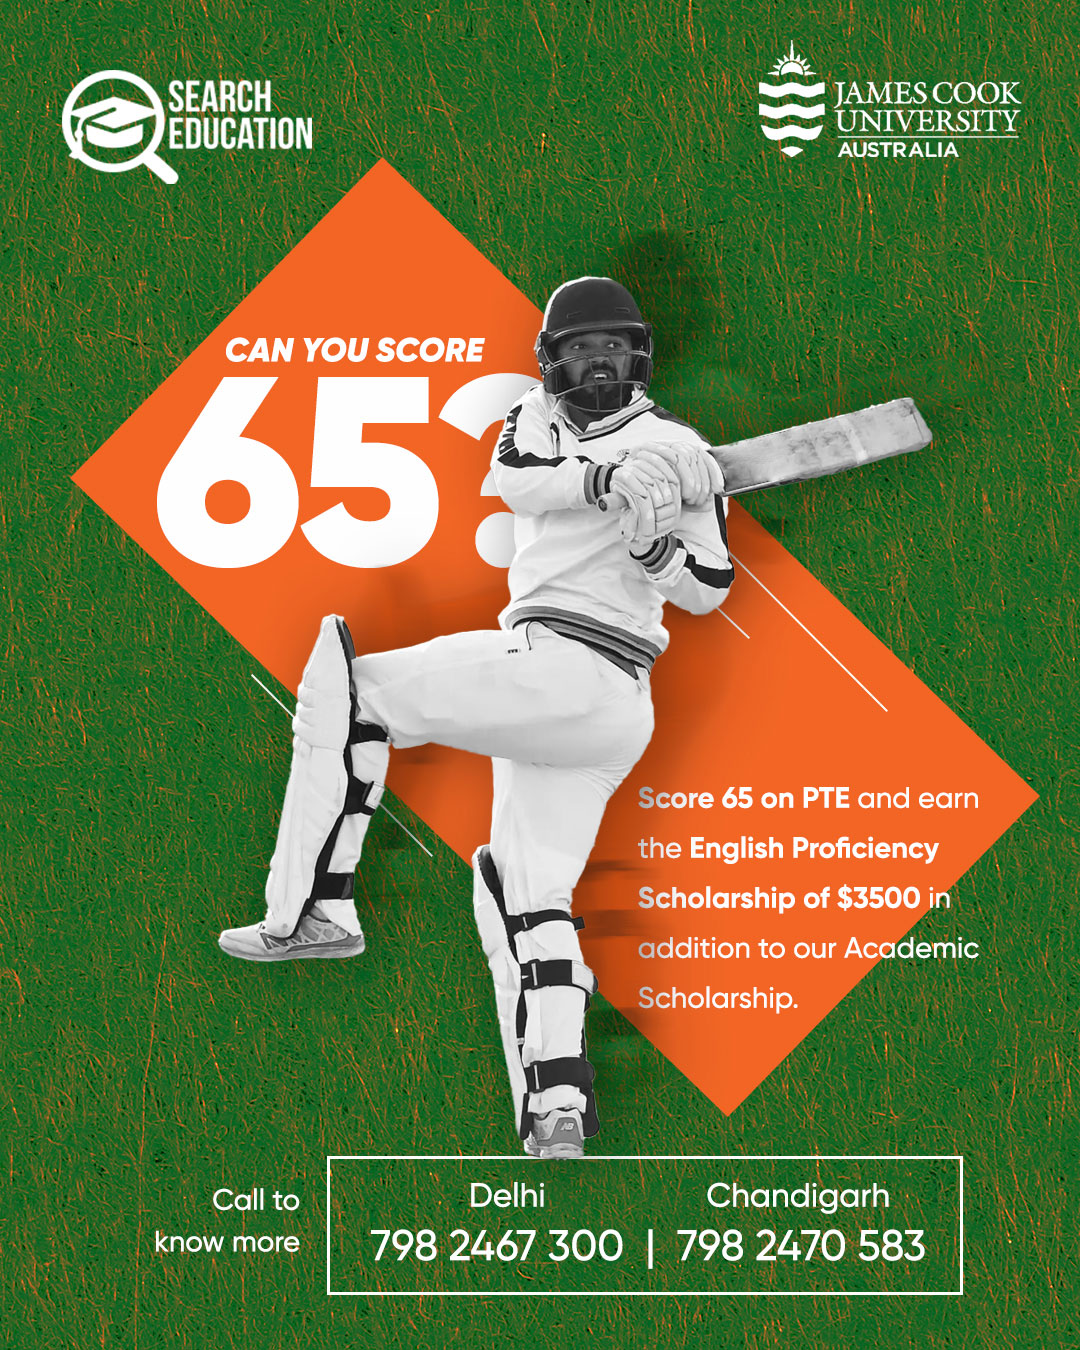 SEARCH
EDUCATION
JAMES COOK
UNIVERSITY
AUSTRALIA
CAN YOU SCORE
65?
Score 65 on PTE and earn
the English Proficiency
Scholarship of $3500 in
addition to our Academic
Scholarship.
Call to
know more
Delhi
798 2467 300
|
Chandigarh
798 2470 583